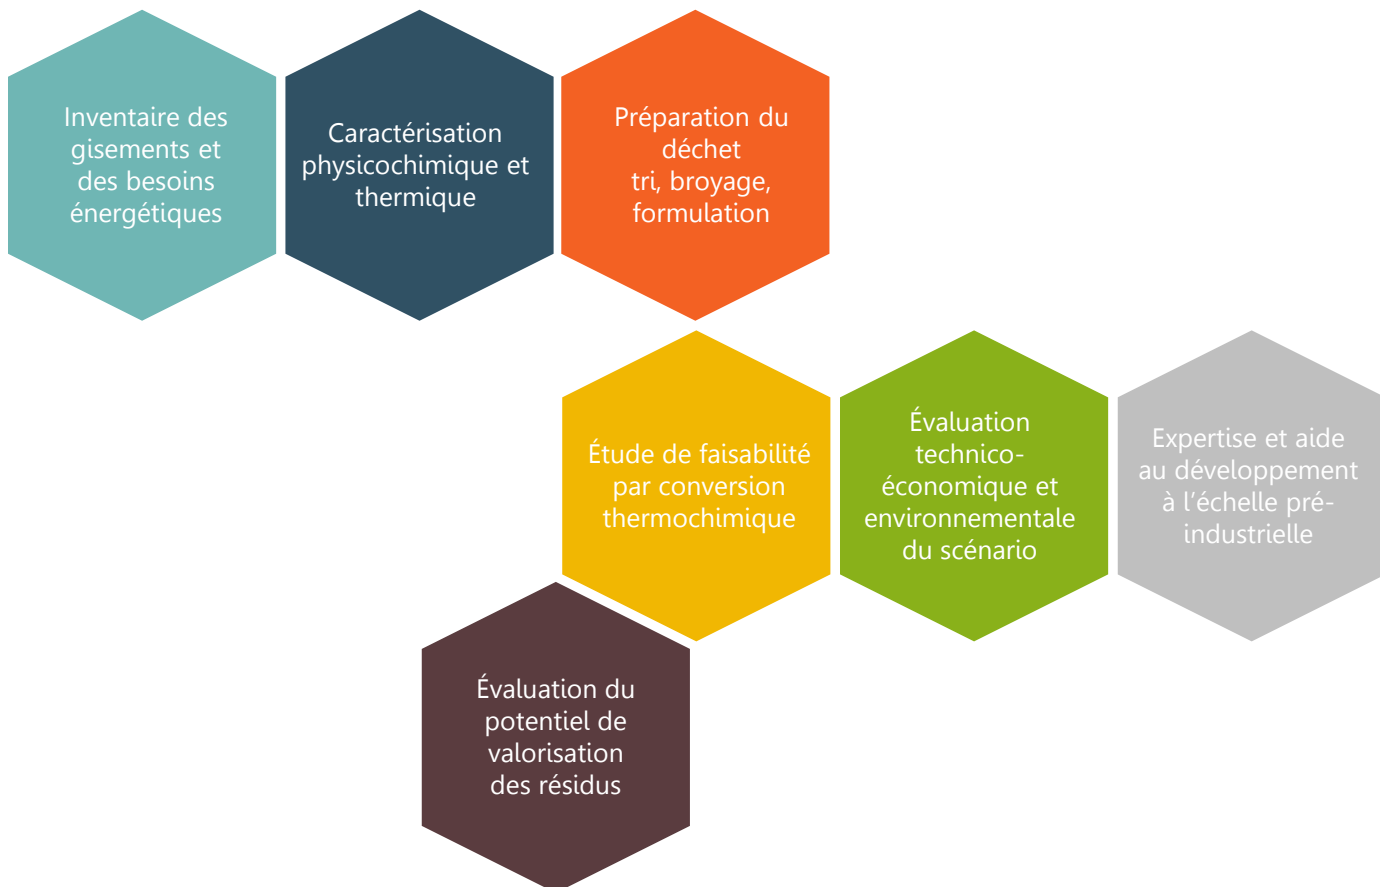 Inventaire des
gisements et
des besoins
énergétiques
Caractérisation
physicochimique et
thermique
Préparation du
déchet
tri, broyage,
formulation
Étude de faisabilité
par conversion
thermochimique
Évaluation
technico-
économique et
environnementale
du scénario
Expertise et aide
au développement
à l’échelle pré-
industrielle
Évaluation du
potentiel de
valorisation
des résidus